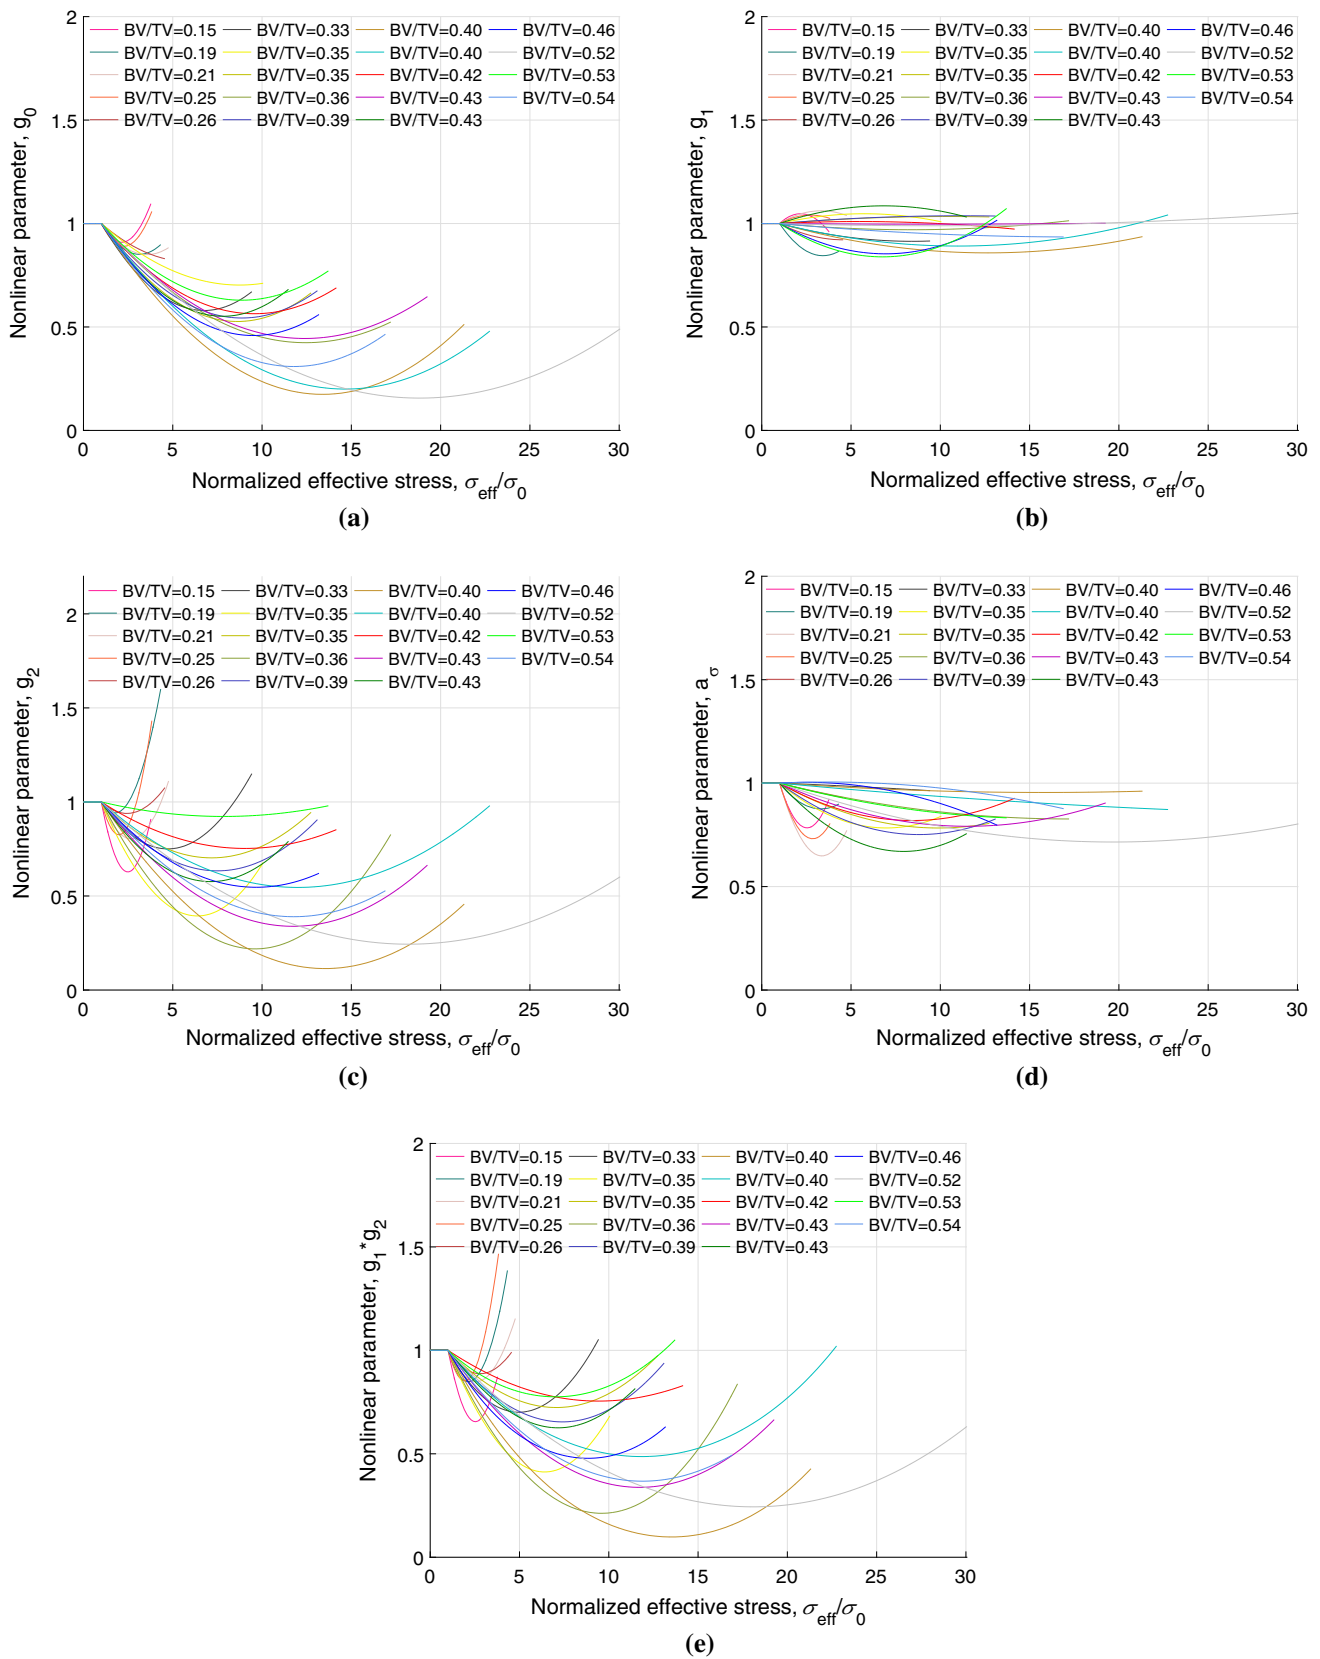 2
BV/TV=0.15 BV/TV=0.33 BV/TV=0.40 BV/TV=0.46
BV/TV=0.19 BV/TV=0.35 BV/TV=0.40 BV/TV=0.52
BV/TV=0.21 BV/TV=0.35 BV/TV=0.42 BV/TV=0.53
BV/TV=0.25 BV/TV=0.36 BV/TV=0.43 BV/TV=0.54
BV/TV=0.26 BV/TV=0.39 BV/TV=0.43
1.5
1
0.5
0
Nonlinear parameter, g0
0 5 10 15 20 25 30
Normalized effective stress, σeff/σ0
(a)
2
BV/TV=0.15 BV/TV=0.33 BV/TV=0.40 BV/TV=0.46
BV/TV=0.19 BV/TV=0.35 BV/TV=0.40 BV/TV=0.52
BV/TV=0.21 BV/TV=0.35 BV/TV=0.42 BV/TV=0.53
BV/TV=0.25 BV/TV=0.36 BV/TV=0.43 BV/TV=0.54
BV/TV=0.26 BV/TV=0.39 BV/TV=0.43
1.5
1
0.5
0
Nonlinear parameter, g1
0 5 10 15 20 25 30
Normalized effective stress, σeff/σ0
(b)
BV/TV=0.15 BV/TV=0.33 BV/TV=0.40 BV/TV=0.46
2
BV/TV=0.19 BV/TV=0.35 BV/TV=0.40 BV/TV=0.52
BV/TV=0.21 BV/TV=0.35 BV/TV=0.42 BV/TV=0.53
BV/TV=0.25 BV/TV=0.36 BV/TV=0.43 BV/TV=0.54
BV/TV=0.26 BV/TV=0.39 BV/TV=0.43
1.5
1
0.5
0
Nonlinear parameter, g2
0 5 10 15 20 25 30
Normalized effective stress, σeff/σ0
(c)
2
BV/TV=0.15 BV/TV=0.33 BV/TV=0.40 BV/TV=0.46
BV/TV=0.19 BV/TV=0.35 BV/TV=0.40 BV/TV=0.52
BV/TV=0.21 BV/TV=0.35 BV/TV=0.42 BV/TV=0.53
BV/TV=0.25 BV/TV=0.36 BV/TV=0.43 BV/TV=0.54
BV/TV=0.26 BV/TV=0.39 BV/TV=0.43
1.5
1
0.5
0
Nonlinear parameter, aσ
0 5 10 15 20 25 30
Normalized effective stress, σeff/σ0
(d)
2
BV/TV=0.15 BV/TV=0.33 BV/TV=0.40 BV/TV=0.46
BV/TV=0.19 BV/TV=0.35 BV/TV=0.40 BV/TV=0.52
BV/TV=0.21 BV/TV=0.35 BV/TV=0.42 BV/TV=0.53
BV/TV=0.25 BV/TV=0.36 BV/TV=0.43 BV/TV=0.54
BV/TV=0.26 BV/TV=0.39 BV/TV=0.43
1.5
1
0.5
0
Nonlinear parameter, g1*g2
0 5 10 15 20 25 30
Normalized effective stress, σeff/σ0
(e)